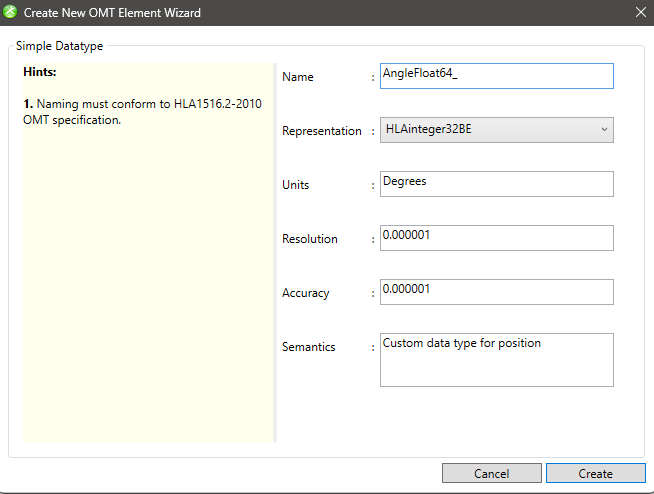 Create New OMT Element Wizard
Simple Datatype
Hints:
1. Naming must conform to HLA1516.2-2010
OMT specification.
Name : AngleFloat64_
Representation : HLAinteger32BE
Units : Degrees
Resolution : 0.000001
Accuracy : 0.000001
Semantics : Custom data type for position
Cancel Create